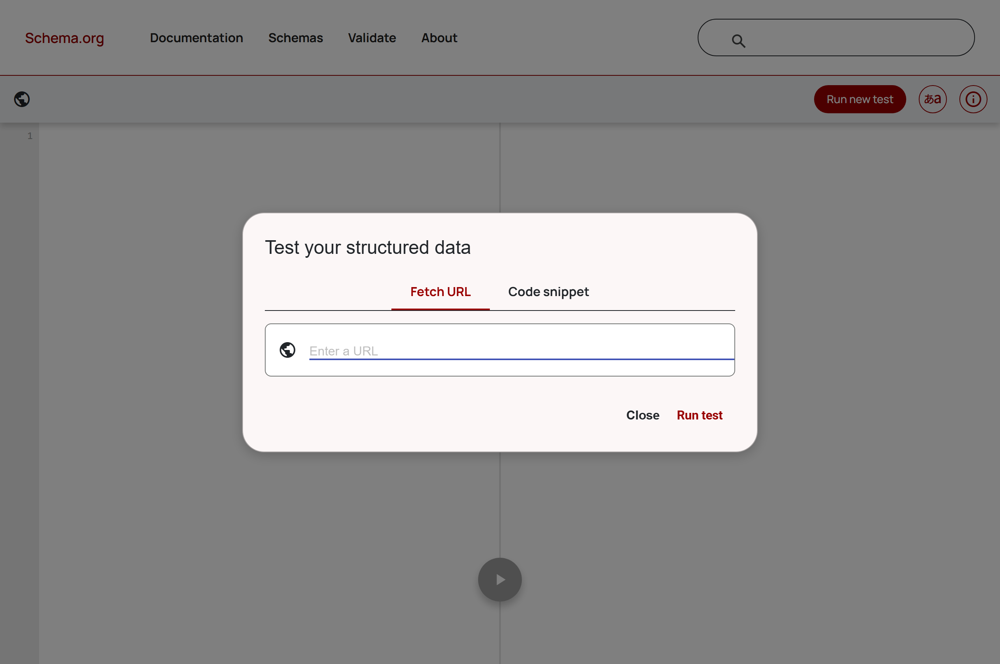 Schema.org Documentation Schemas Validate About
Run new test あa
1
Test your structured data
Fetch URL Code snippet
Enter a URL
Close Run test